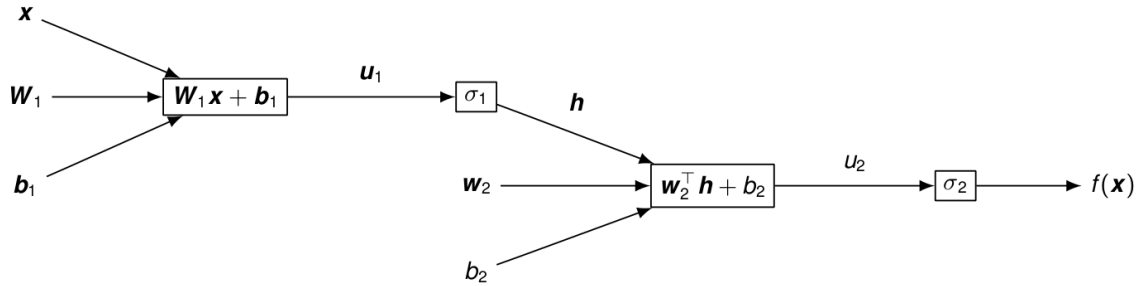 x
W₁
b₁
W₁x + b₁
u₁
σ₁
h
w₂
b₂
w₂⊤h + b₂
u₂
σ₂
f(x)